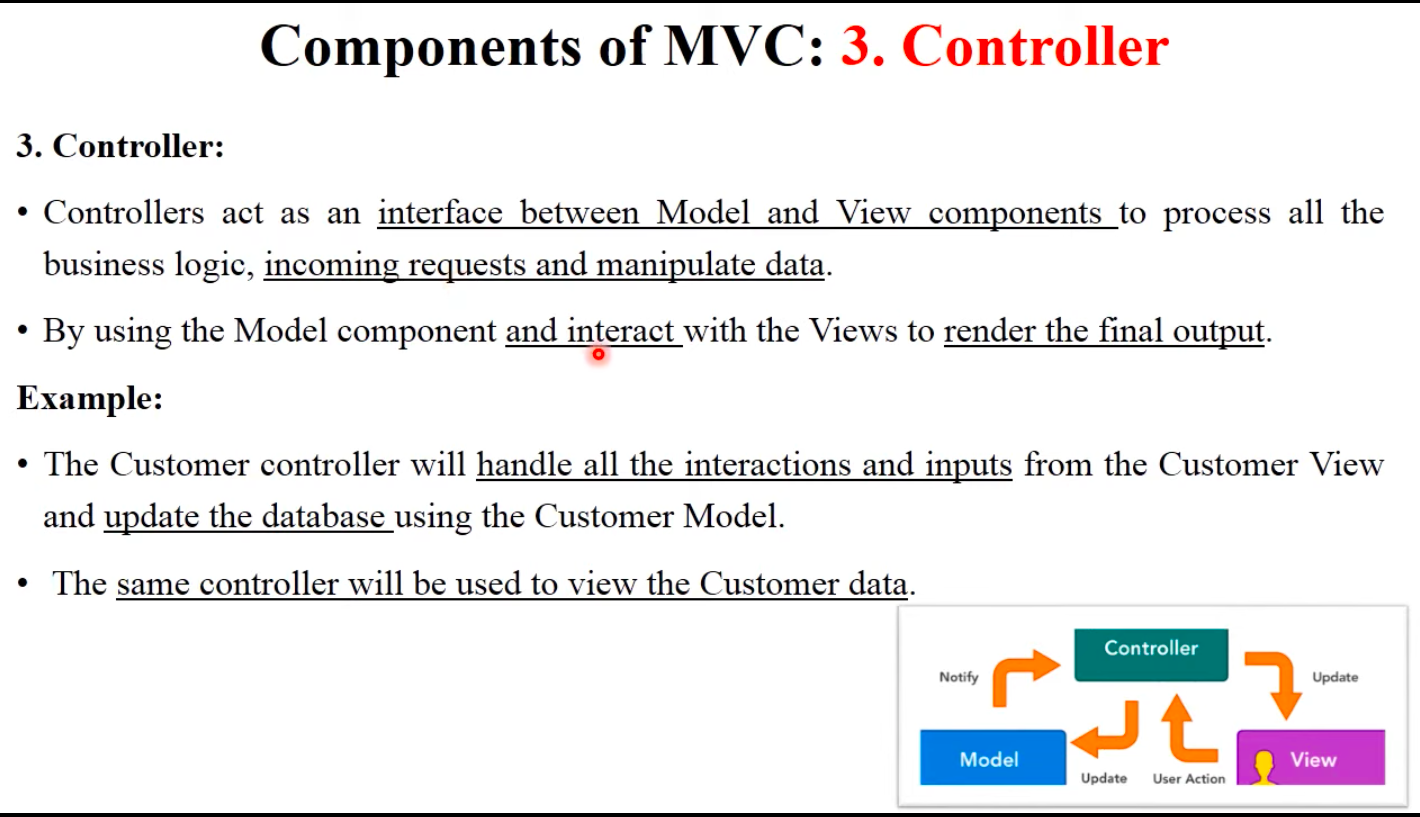 Components of MVC: 3. Controller
3. Controller:
• Controllers act as an interface between Model and View components to process all the
business logic, incoming requests and manipulate data.
• By using the Model component and interact with the Views to render the final output.
Example:
• The Customer controller will handle all the interactions and inputs from the Customer View
and update the database using the Customer Model.
• The same controller will be used to view the Customer data.
Controller
Notify
Update
Model
View
Update
User Action